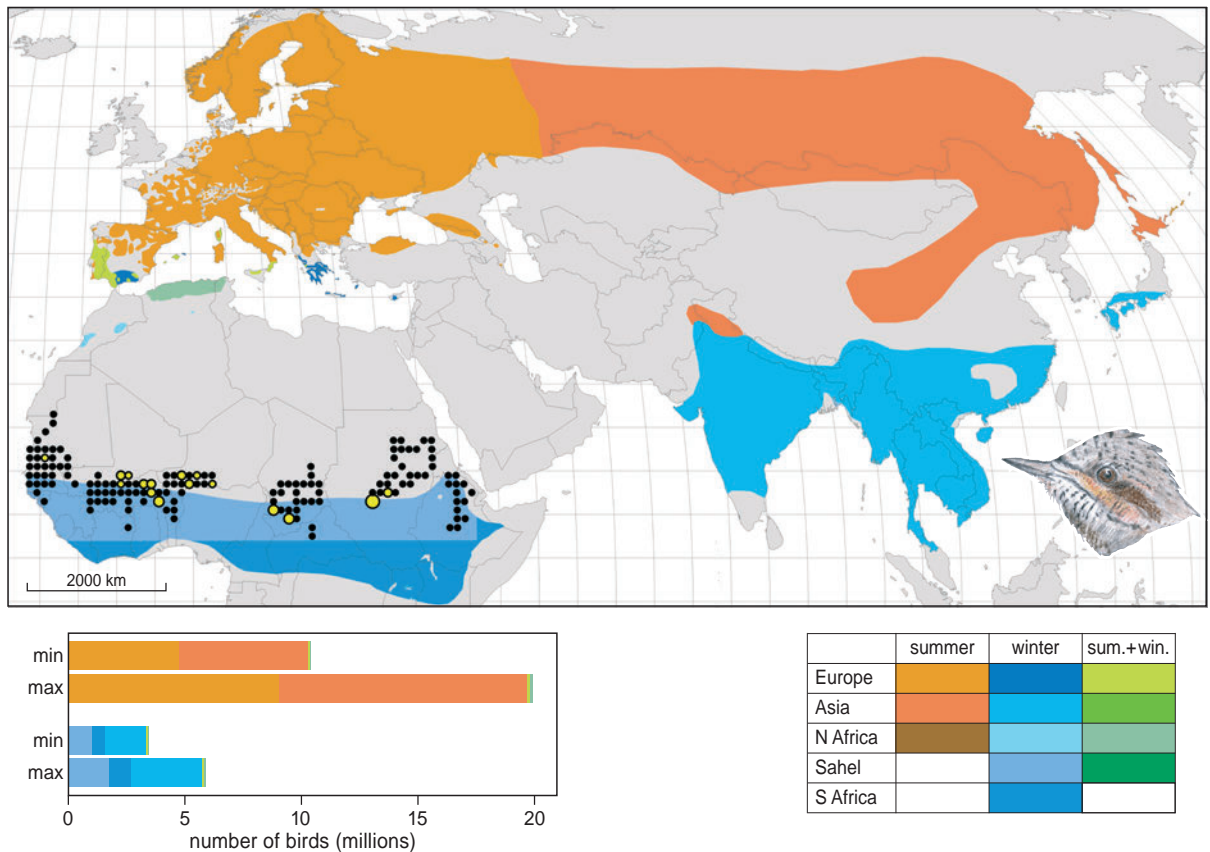 2000 km
min
max
min
max
0 5 10 15 20
number of birds (millions)
summer winter sum.+win.
Europe
Asia
N Africa
Sahel
S Africa